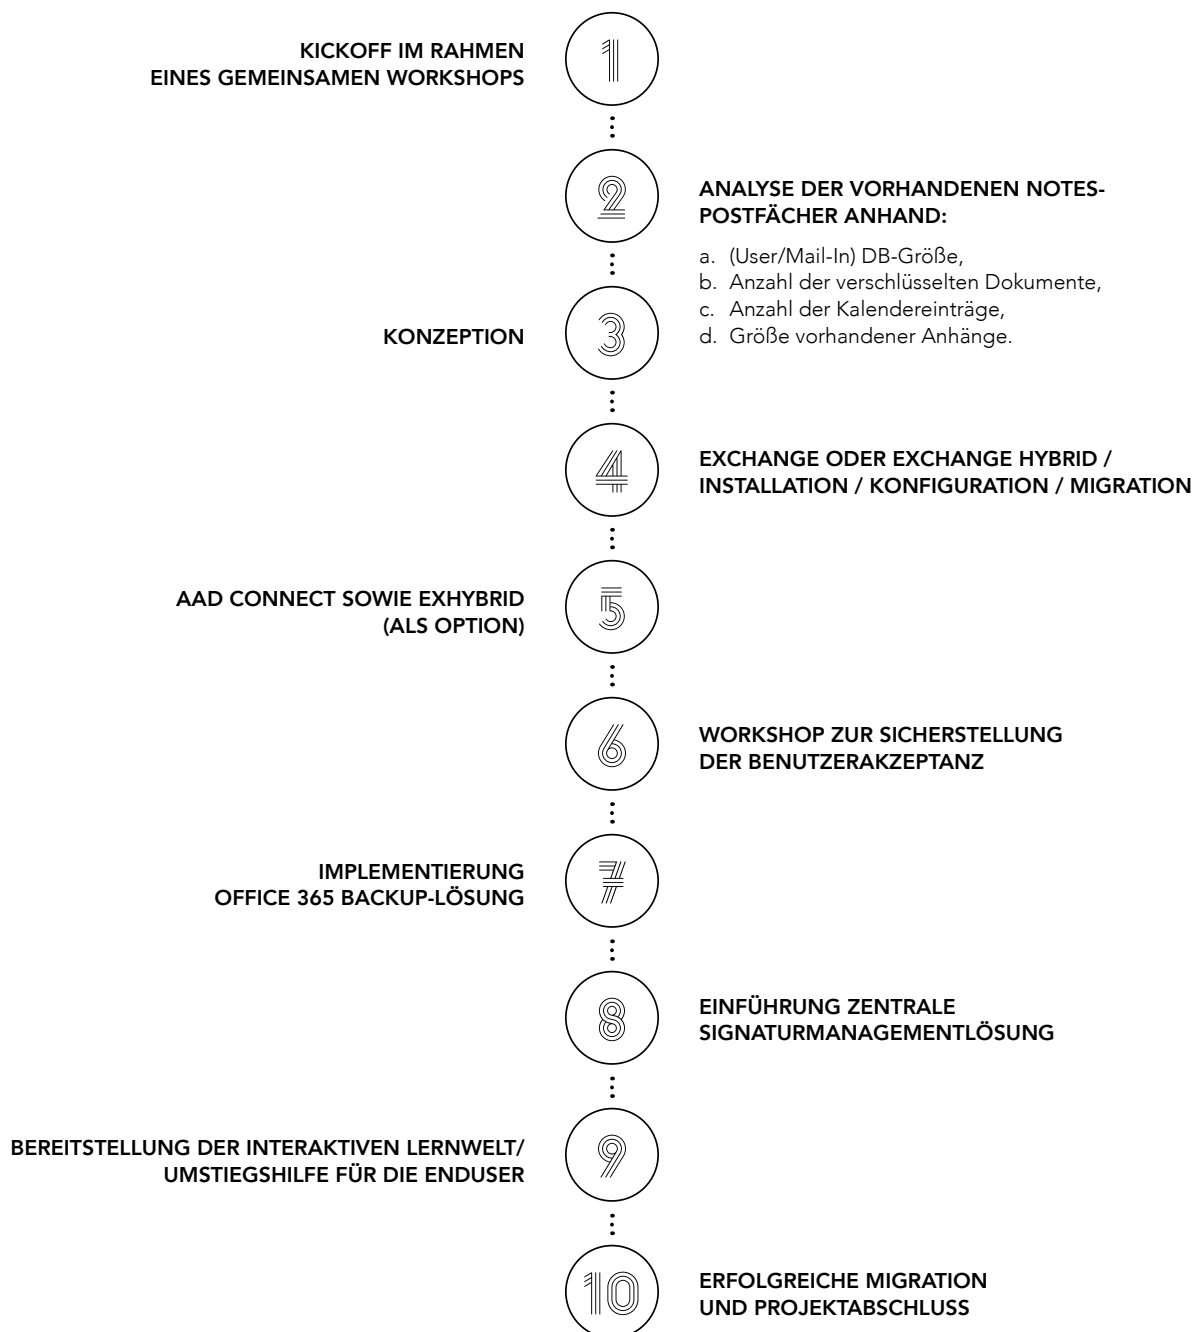 KICKOFF IM RAHMEN
EINES GEMEINSAMEN WORKSHOPS
1
2
ANALYSE DER VORHANDENEN NOTES-
POSTFÄCHER ANHAND:
a. (User/Mail-In) DB-Größe,
b. Anzahl der verschlüsselten Dokumente,
c. Anzahl der Kalendereinträge,
d. Größe vorhandener Anhänge.
KONZEPTION
3
4
EXCHANGE ODER EXCHANGE HYBRID /
INSTALLATION / KONFIGURATION / MIGRATION
AAD CONNECT SOWIE EXHYBRID
(ALS OPTION)
5
6
WORKSHOP ZUR SICHERSTELLUNG
DER BENUTZERAKZEPTANZ
IMPLEMENTIERUNG
OFFICE 365 BACKUP-LÖSUNG
7
8
EINFÜHRUNG ZENTRALE
SIGNATURMANAGEMENTLÖSUNG
BEREITSTELLUNG DER INTERAKTIVEN LERNWELT/
UMSTIEGSHILFE FÜR DIE ENDUSER
9
10
ERFOLGREICHE MIGRATION
UND PROJEKTABSCHLUSS